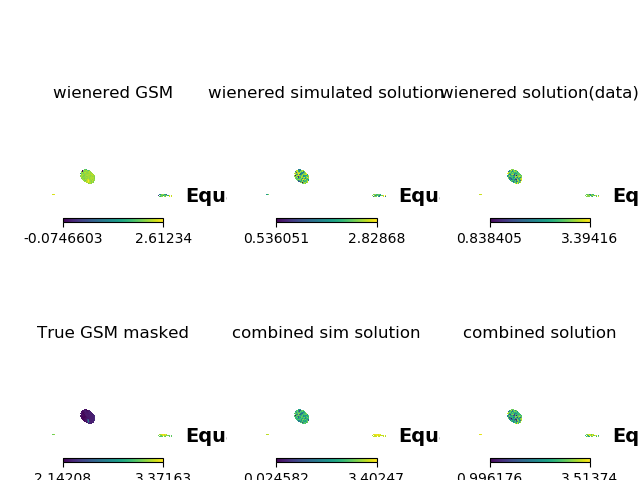 wienered GSM
wienered simulated solution
wienered solution(data)
Equ
Equ
Eq
-0.0746603 2.61234
0.536051 2.82868
0.838405 3.39416
True GSM masked
combined sim solution
combined solution
Equ
Equ
Eq
2.14208 3.37163
0.024582 3.40247
0.996176 3.51374